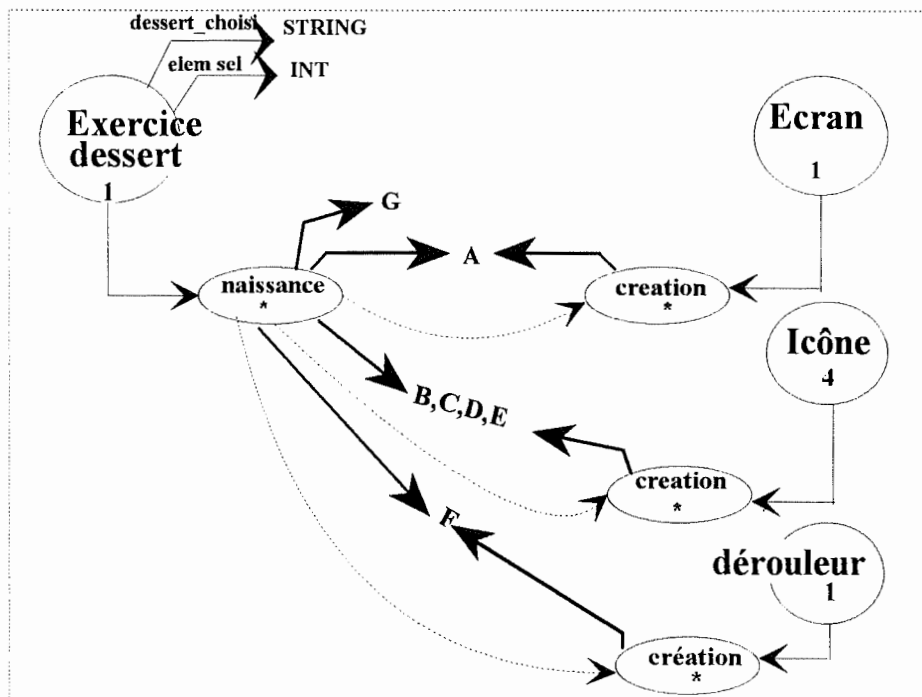 dessert_choisi STRING
elem sel INT
Exercice
dessert
1
Ecran
1
G
A
naissance
*
creation
*
Icône
4
B,C,D,E
creation
*
F
dérouleur
1
création
*